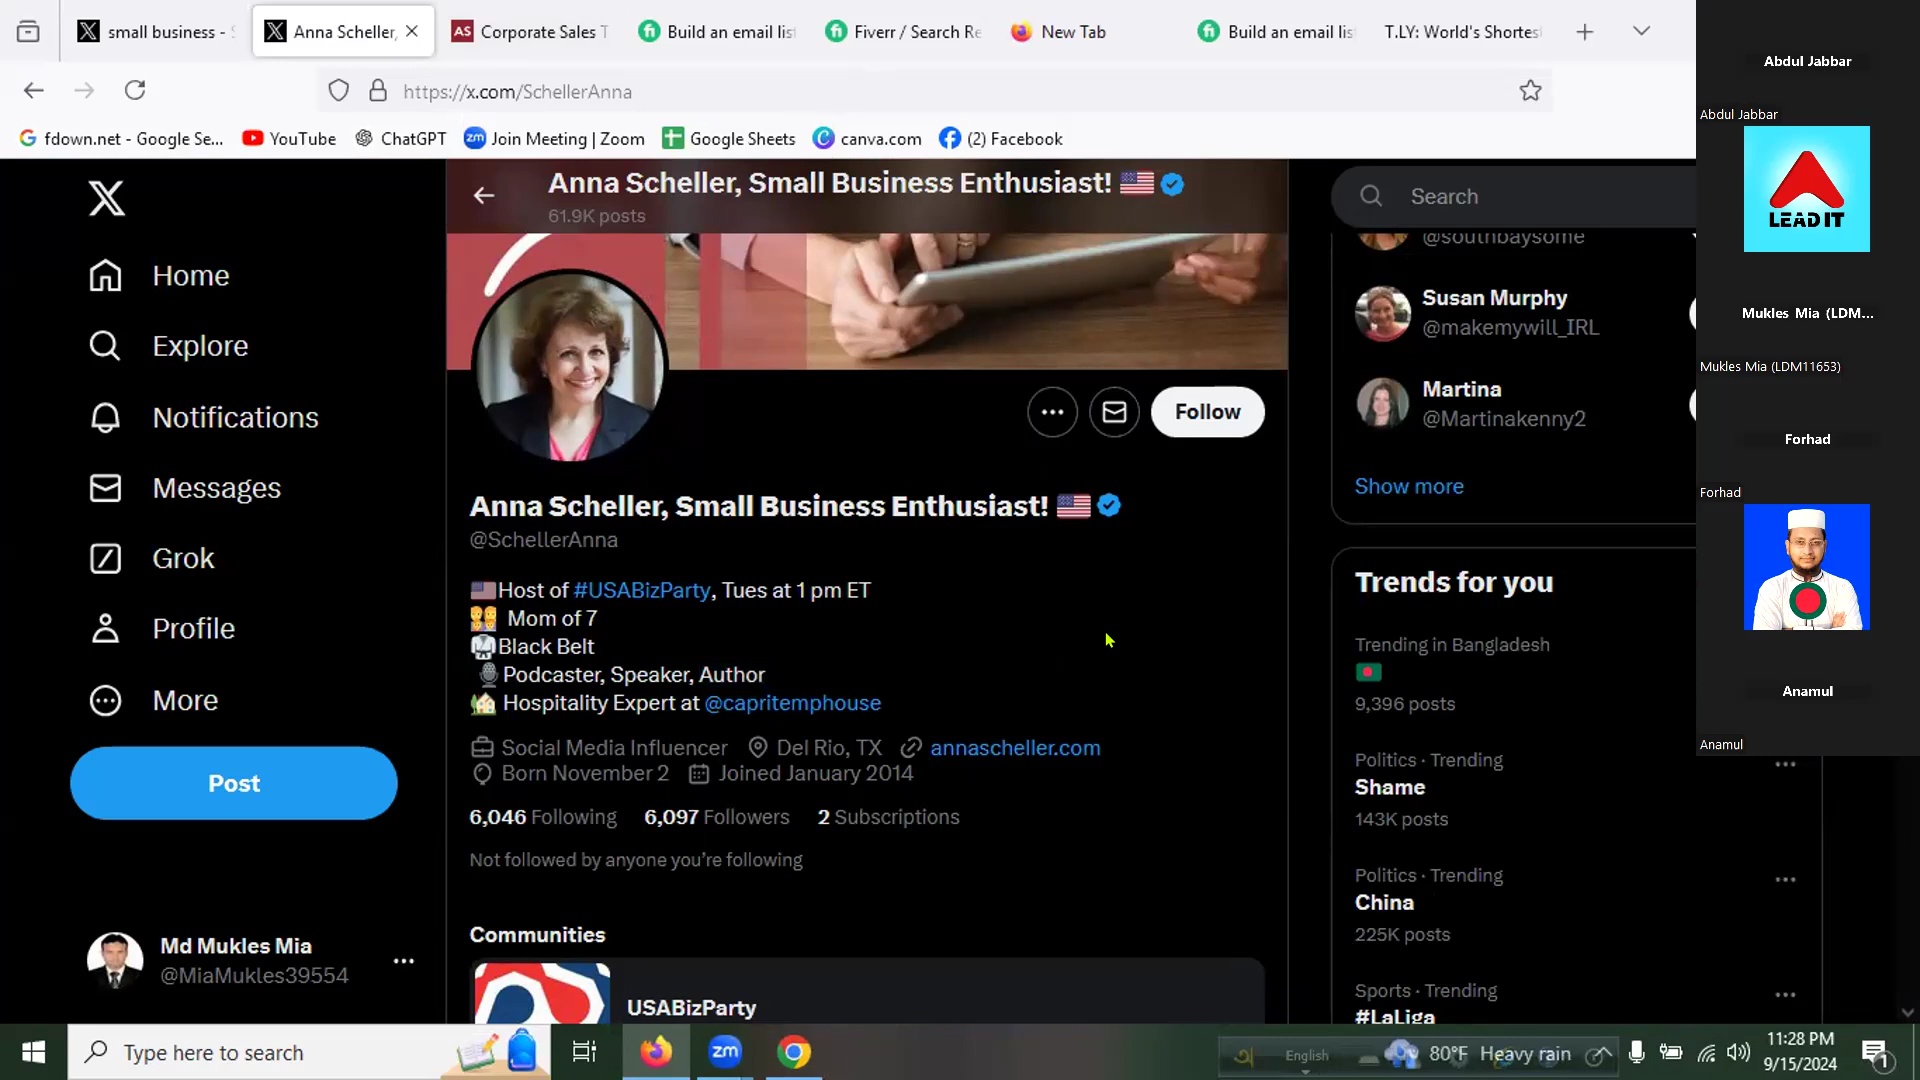 small business -
Anna Scheller,
AS
Corporate Sales T
Build an email lis
Fiverr / Search Re
New Tab
Build an email lis
T.LY: World's Shortes
https://x.com/SchellerAnna
fdown.net - Google Se...
YouTube
ChatGPT
zm
Join Meeting | Zoom
Google Sheets
canva.com
(2) Facebook
Home
Explore
Notifications
Messages
Grok
Profile
More
Post
Md Mukles Mia
@MiaMukles39554
Anna Scheller, Small Business Enthusiast!
61.9K posts
Follow
Anna Scheller, Small Business Enthusiast!
@SchellerAnna
Host of #USABizParty, Tues at 1 pm ET
Mom of 7
Black Belt
Podcaster, Speaker, Author
Hospitality Expert at @capritemphouse
Social Media Influencer Del Rio, TX annascheller.com
Born November 2 Joined January 2014
6,046 Following 6,097 Followers 2 Subscriptions
Not followed by anyone you're following
Communities
USABizParty
Search
@southbaysome
Susan Murphy
@makemywill_IRL
Martina
@Martinakenny2
Show more
Trends for you
Trending in Bangladesh
9,396 posts
Politics · Trending
Shame
143K posts
Politics · Trending
China
225K posts
Sports · Trending
#LaLiga
Abdul Jabbar
Abdul Jabbar
LEAD IT
Mukles Mia (LDM...
Mukles Mia (LDM11653)
Forhad
Forhad
Anamul
Anamul
Type here to search
zm
অ
English
80°F Heavy rain
11:28 PM
9/15/2024
1